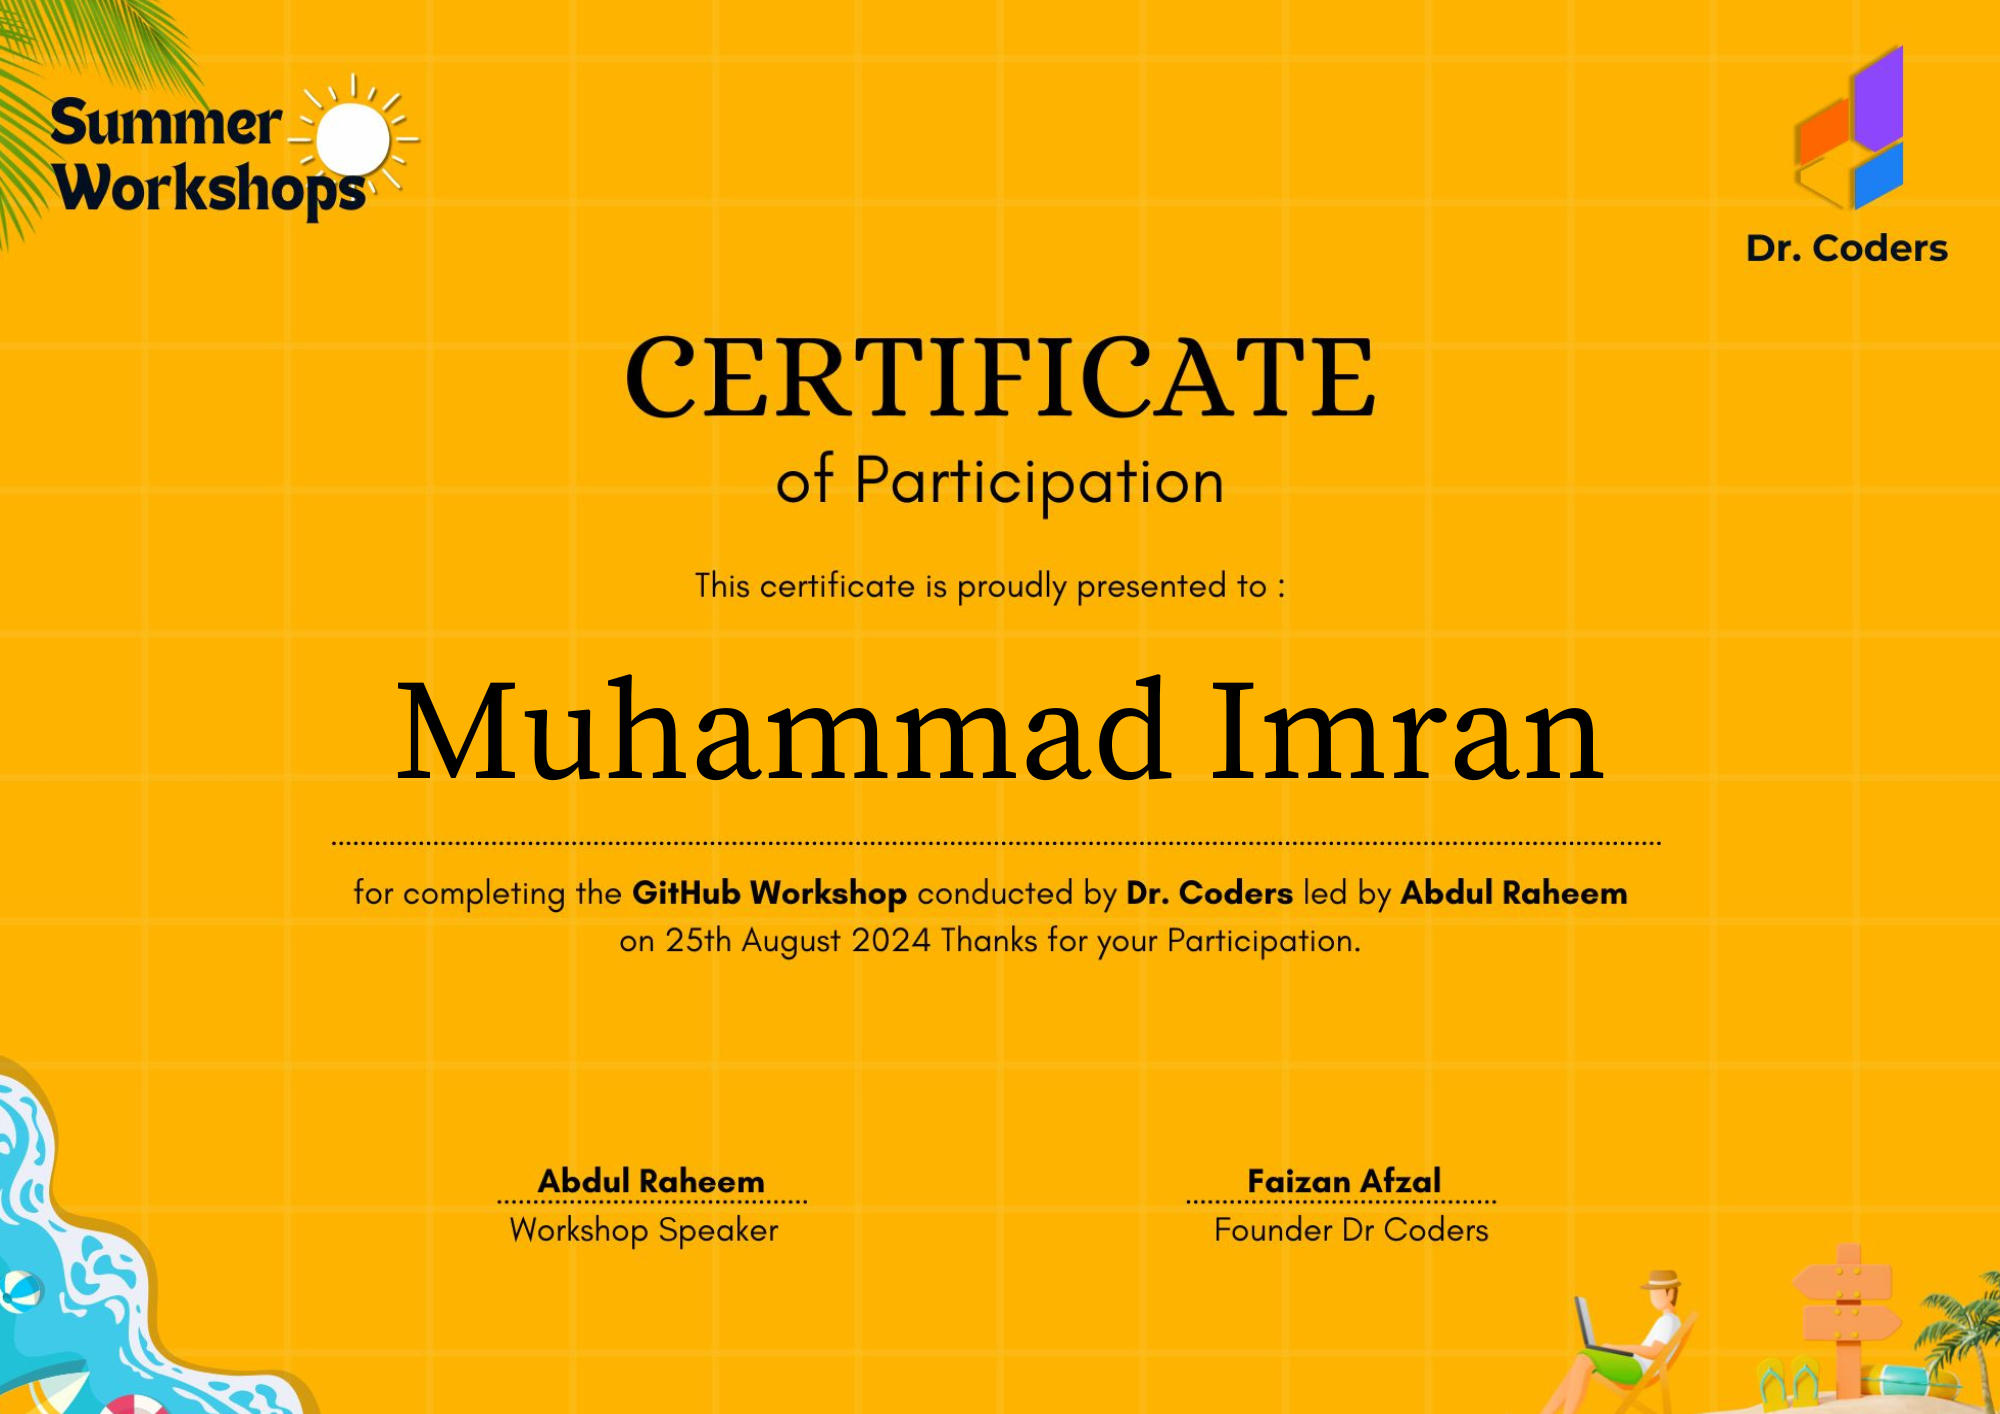 Summer
Workshops
Dr. Coders
CERTIFICATE
of Participation
This certificate is proudly presented to :
Muhammad Imran
for completing the GitHub Workshop conducted by Dr. Coders led by Abdul Raheem
on 25th August 2024 Thanks for your Participation.
Abdul Raheem
Workshop Speaker
Faizan Afzal
Founder Dr Coders